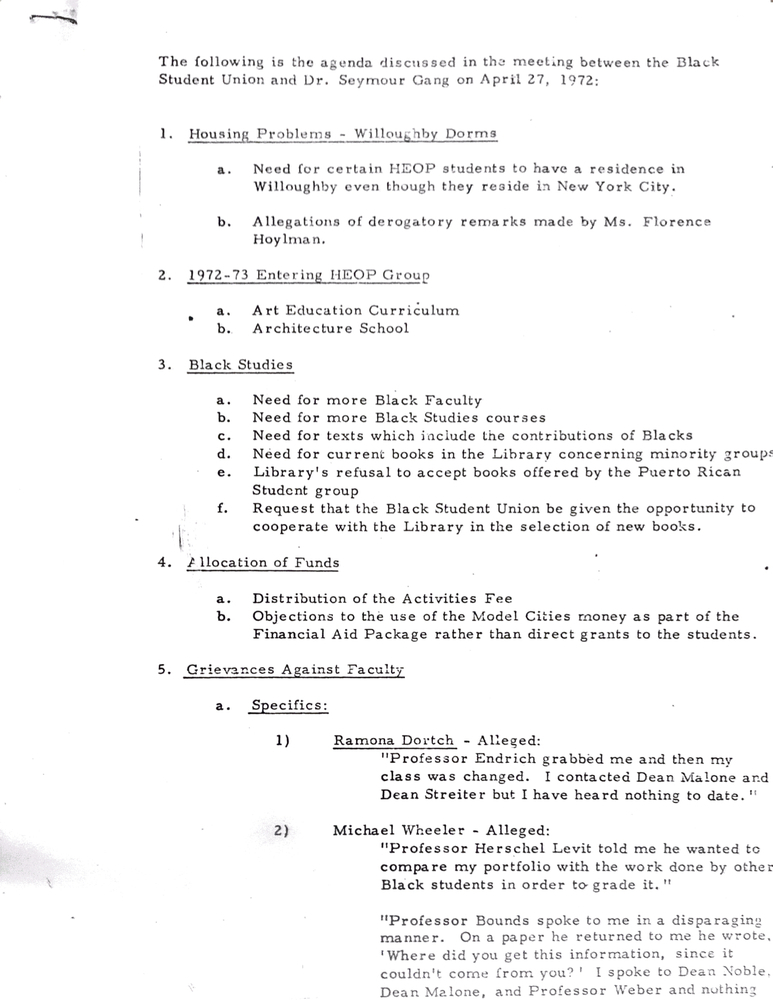 The following is the agenda discussed in the meeting between the Black
Student Union and Dr. Seymour Gang on April 27, 1972:
1. Housing Problems - Willoughby Dorms
a. Need for certain HEOP students to have a residence in
Willoughby even though they reside in New York City.
b. Allegations of derogatory remarks made by Ms. Florence
Hoylman.
2. 1972-73 Entering HEOP Group
a. Art Education Curriculum
b. Architecture School
3. Black Studies
a. Need for more Black Faculty
b. Need for more Black Studies courses
c. Need for texts which include the contributions of Blacks
d. Need for current books in the Library concerning minority groups
e. Library's refusal to accept books offered by the Puerto Rican
Student group
f. Request that the Black Student Union be given the opportunity to
cooperate with the Library in the selection of new books.
4. Allocation of Funds
a. Distribution of the Activities Fee
b. Objections to the use of the Model Cities money as part of the
Financial Aid Package rather than direct grants to the students.
5. Grievances Against Faculty
a. Specifics:
1) Ramona Dortch - Alleged:
"Professor Endrich grabbed me and then my
class was changed. I contacted Dean Malone and
Dean Streiter but I have heard nothing to date."
2) Michael Wheeler - Alleged:
"Professor Herschel Levit told me he wanted to
compare my portfolio with the work done by other
Black students in order to grade it."
"Professor Bounds spoke to me in a disparaging
manner. On a paper he returned to me he wrote,
'Where did you get this information, since it
couldn't come from you?' I spoke to Dean Noble,
Dean Malone, and Professor Weber and nothing